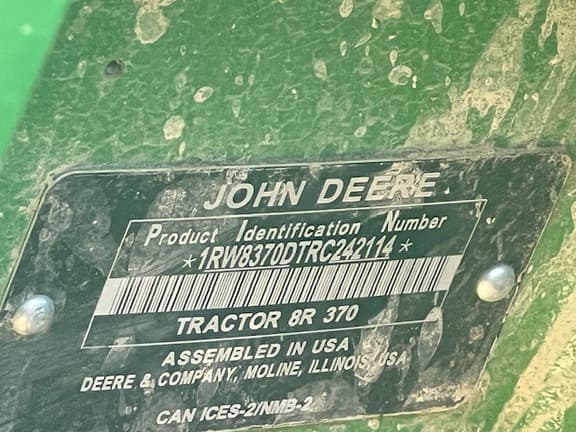 JOHN DEERE
Product Identification Number
*1RW8370DTRC242114*
TRACTOR 8R 370
ASSEMBLED IN USA
DEERE & COMPANY, MOLINE, ILLINOIS, USA
CAN ICES-2/NMB-2